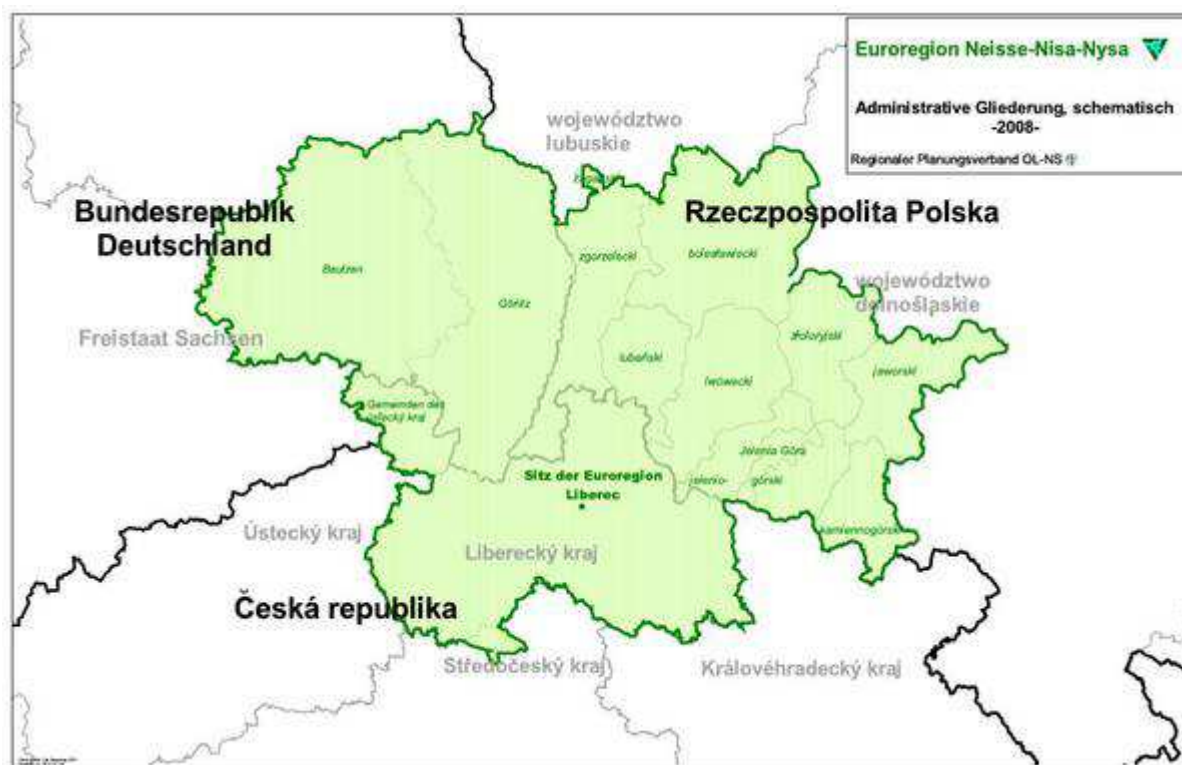 Euroregion Neisse-Nisa-Nysa
Administrative Gliederung, schematisch
-2008-
Regionaler Planungsverband OL-NS
województwo
lubuskie
Bundesrepublik
Deutschland
Rzeczpospolita Polska
zgorzelecki
bolesławiecki
Bautzen
województwo
dolnośląskie
Görlitz
Freistaat Sachsen
złotoryjski
lubański
lwówecki
jaworski
Gemeinden des
Ústecký kraj
Jelenia Góra
Sitz der Euroregion
Liberec
jelenio-
górski
kamiennogórski
Ústecký kraj
Liberecký kraj
Česká republika
Středočeský kraj
Královéhradecký kraj